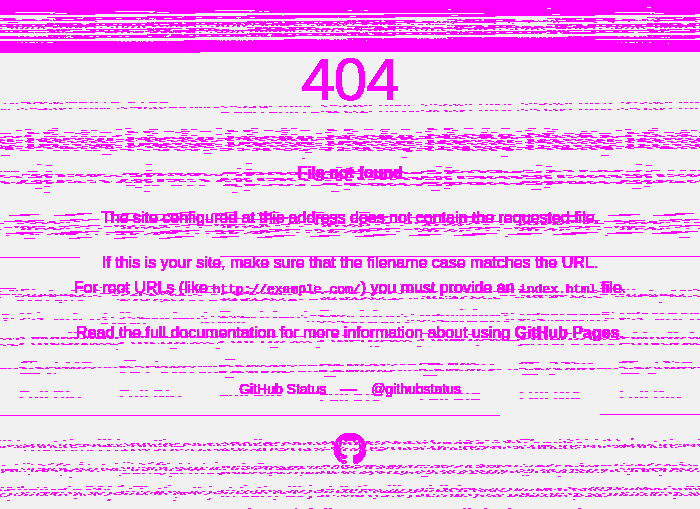 404
File not found
The site configured at this address does not contain the requested file.
If this is your site, make sure that the filename case matches the URL.
For root URLs (like http://example.com/) you must provide an index.html file.
Read the full documentation for more information about using GitHub Pages.
GitHub Status — @githubstatus